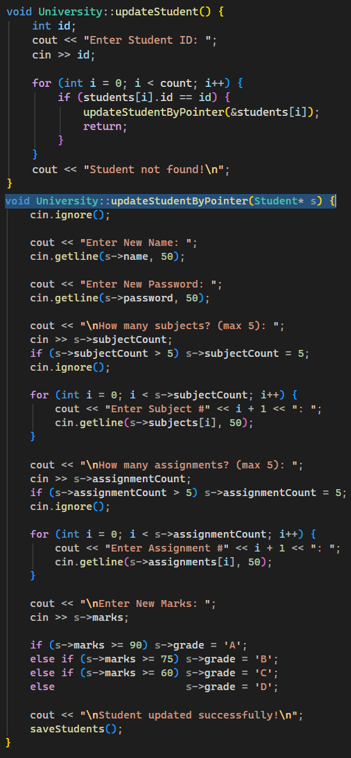 void University::updateStudent() {
    int id;
    cout << "Enter Student ID: ";
    cin >> id;

    for (int i = 0; i < count; i++) {
        if (students[i].id == id) {
            updateStudentByPointer(&students[i]);
            return;
        }
    }
    cout << "Student not found!\n";
}
void University::updateStudentByPointer(Student* s) {
    cin.ignore();

    cout << "Enter New Name: ";
    cin.getline(s->name, 50);

    cout << "Enter New Password: ";
    cin.getline(s->password, 50);

    cout << "\nHow many subjects? (max 5): ";
    cin >> s->subjectCount;
    if (s->subjectCount > 5) s->subjectCount = 5;
    cin.ignore();

    for (int i = 0; i < s->subjectCount; i++) {
        cout << "Enter Subject #" << i + 1 << ": ";
        cin.getline(s->subjects[i], 50);
    }

    cout << "\nHow many assignments? (max 5): ";
    cin >> s->assignmentCount;
    if (s->assignmentCount > 5) s->assignmentCount = 5;
    cin.ignore();

    for (int i = 0; i < s->assignmentCount; i++) {
        cout << "Enter Assignment #" << i + 1 << ": ";
        cin.getline(s->assignments[i], 50);
    }

    cout << "\nEnter New Marks: ";
    cin >> s->marks;

    if (s->marks >= 90) s->grade = 'A';
    else if (s->marks >= 75) s->grade = 'B';
    else if (s->marks >= 60) s->grade = 'C';
    else                     s->grade = 'D';

    cout << "\nStudent updated successfully!\n";
    saveStudents();
}